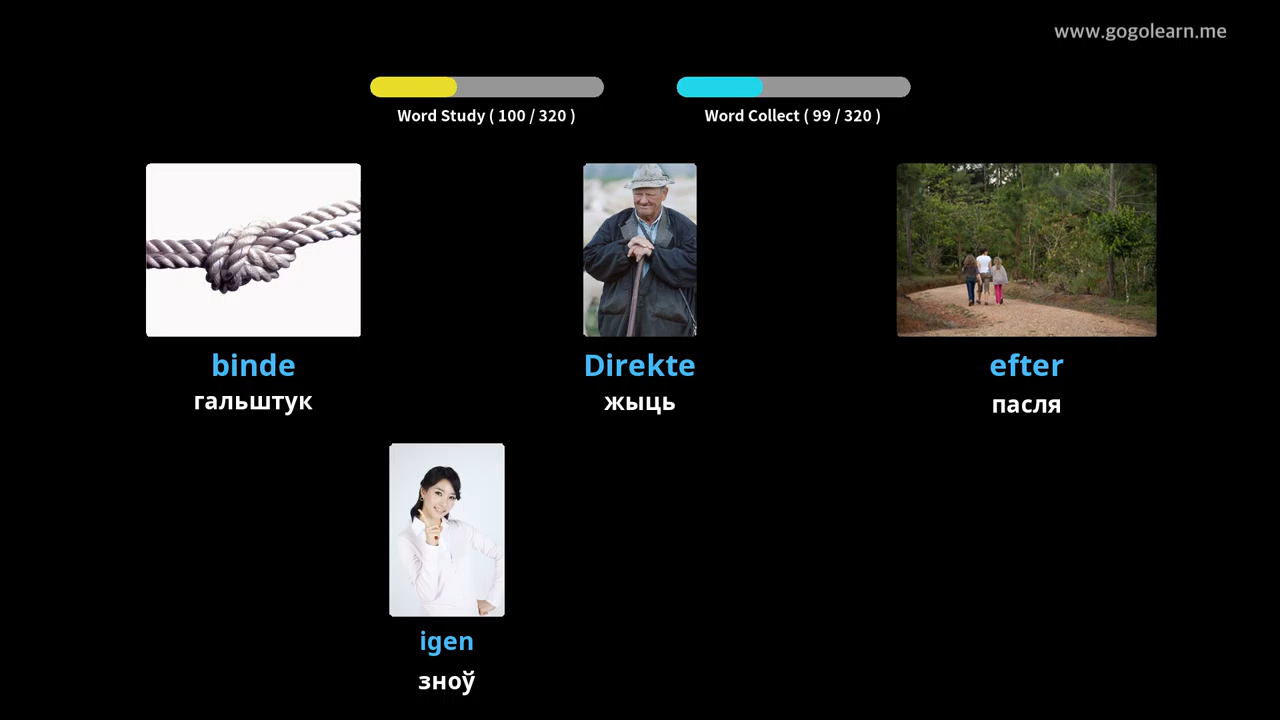 www.gogolearn.me
Word Study ( 100 / 320 )
Word Collect ( 99 / 320 )
binde
гальштук
Direkte
жыць
efter
пасля
igen
зноў